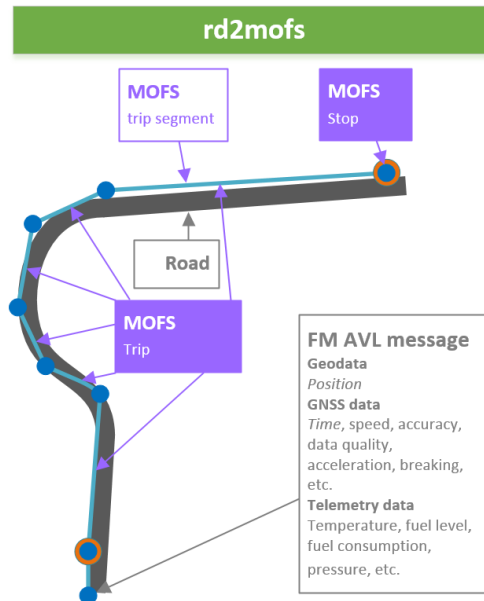 rd2mofs
MOFS
trip segment
MOFS
Stop
Road
MOFS
Trip
FM AVL message
Geodata
Position
GNSS data
Time, speed, accuracy,
data quality,
acceleration, breaking,
etc.
Telemetry data
Temperature, fuel level,
fuel consumption,
pressure, etc.